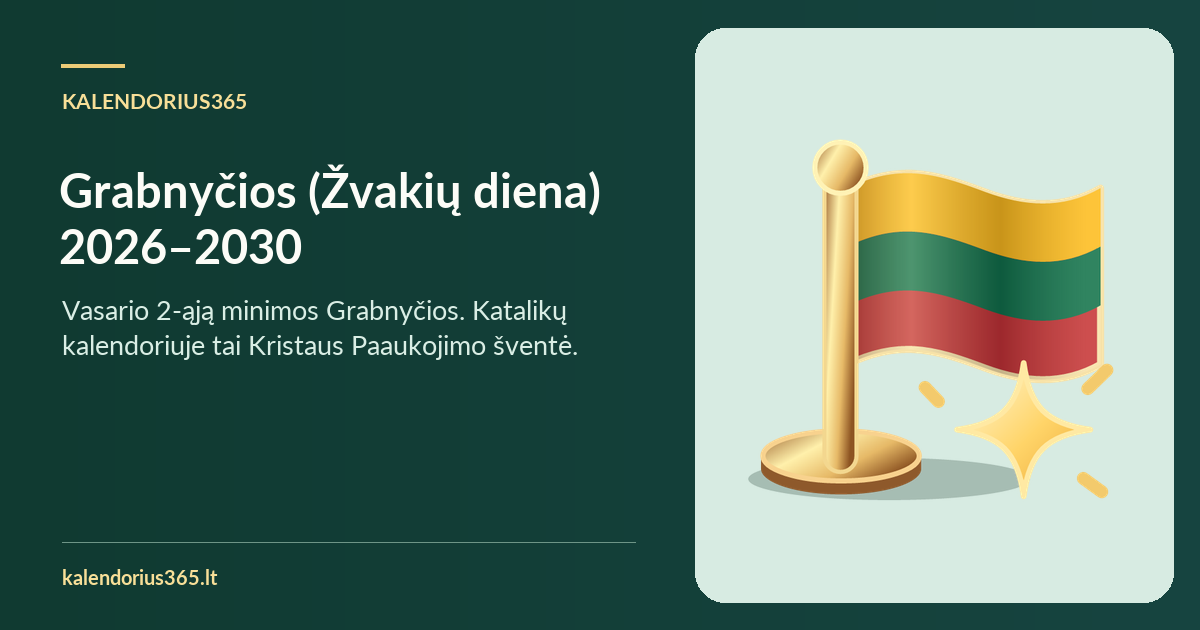 KALENDORIUS365
Grabnyčios (Žvakių diena)
2026–2030
Vasario 2-ąją minimos Grabnyčios. Katalikų
kalendoriuje tai Kristaus Paaukojimo šventė.
kalendorius365.lt